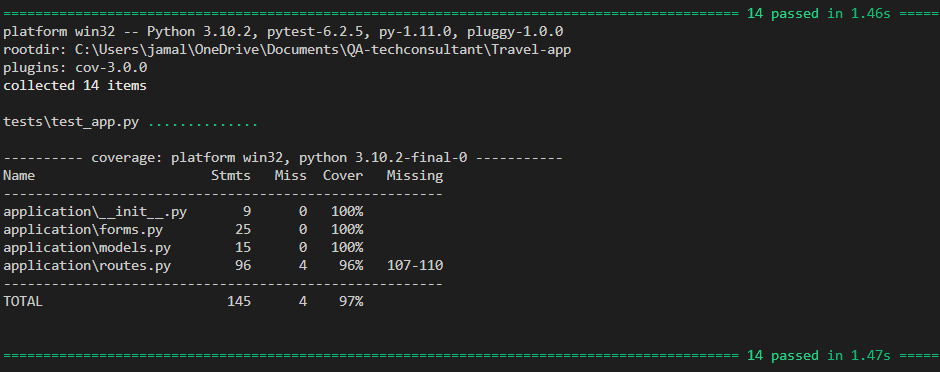 ================================================================================ 14 passed in 1.46s =====
platform win32 -- Python 3.10.2, pytest-6.2.5, py-1.11.0, pluggy-1.0.0
rootdir: C:\Users\jamal\OneDrive\Documents\QA-techconsultant\Travel-app
plugins: cov-3.0.0
collected 14 items
tests\test_app.py ..............
---------- coverage: platform win32, python 3.10.2-final-0 -----------
Name                      Stmts   Miss  Cover   Missing
-------------------------------------------------------
application\__init__.py       9      0   100%
application\forms.py         25      0   100%
application\models.py        15      0   100%
application\routes.py        96      4    96%   107-110
-------------------------------------------------------
TOTAL                       145      4    97%
================================================================================ 14 passed in 1.47s =====